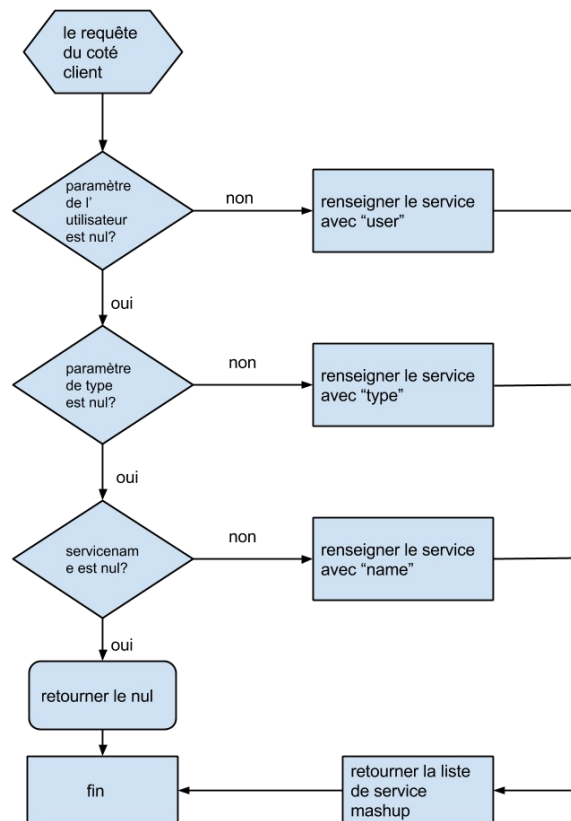 le requête
du coté
client
paramètre
de l'
utilisateur
est nul?
non
renseigner le service
avec “user”
oui
paramètre
de type
est nul?
non
renseigner le service
avec “type”
oui
servicenam
e est nul?
non
renseigner le service
avec “name”
oui
retourner le nul
fin
retourner la liste
de service
mashup